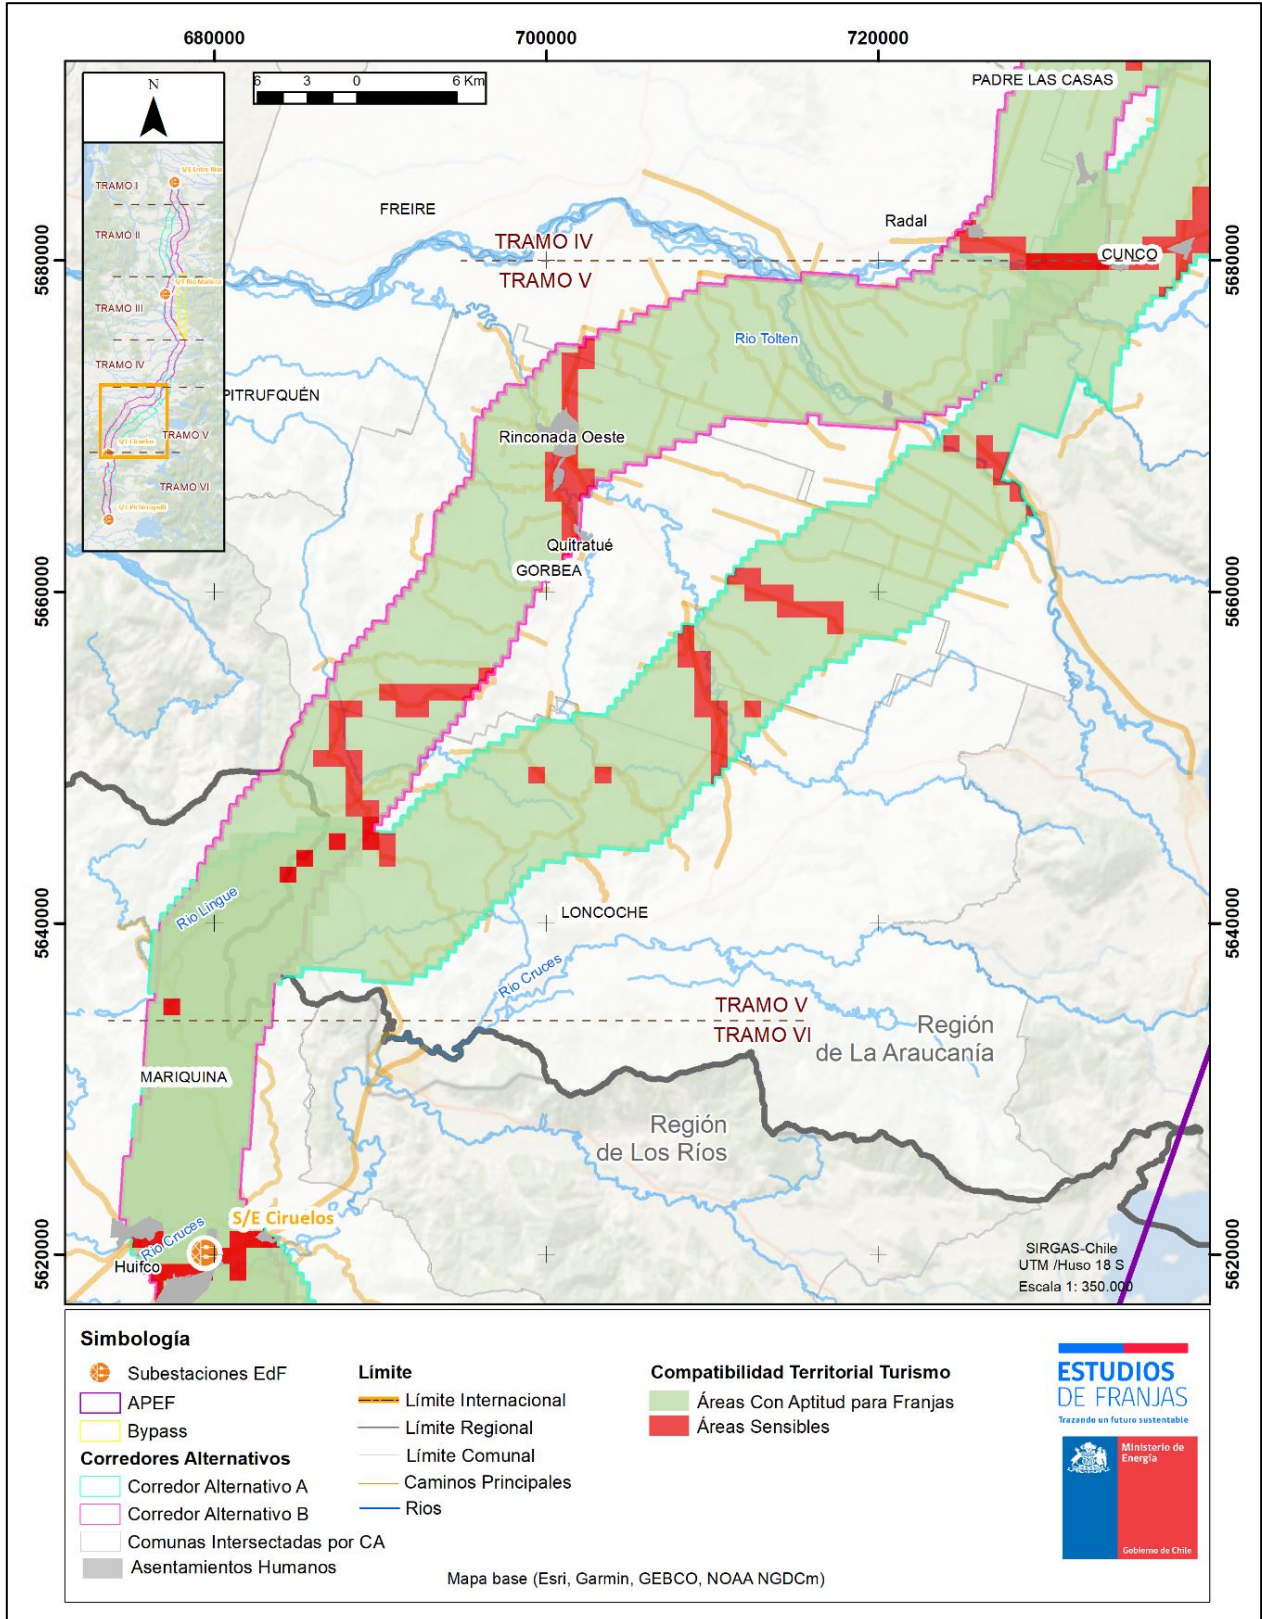 680000
700000
720000
N
6 3 0 6 Km
PADRE LAS CASAS
S/E Entre Ríos
TRAMO I
TRAMO II
TRAMO III
TRAMO IV
TRAMO V
S/E Ciruelos
TRAMO VI
FREIRE
Radal
TRAMO IV
CUNCO
5680000
5680000
TRAMO V
Rio Tolten
PITRUFQUÉN
Rinconada Oeste
Quitratué
GORBEA
5660000
5660000
Rio Lingue
LONCOCHE
5640000
5640000
Rio Cruces
TRAMO V
TRAMO VI
Región
de La Araucanía
MARIQUINA
Región
de Los Ríos
S/E Ciruelos
Rio Cruces
Huifco
5620000
5620000
SIRGAS-Chile
UTM /Huso 18 S
Escala 1: 350.000
Simbología
Subestaciones EdF
APEF
Bypass
Corredores Alternativos
Corredor Alternativo A
Corredor Alternativo B
Comunas Intersectadas por CA
Asentamientos Humanos
Límite
Límite Internacional
Límite Regional
Límite Comunal
Caminos Principales
Rios
Compatibilidad Territorial Turismo
Áreas Con Aptitud para Franjas
Áreas Sensibles
ESTUDIOS
DE FRANJAS
Trazando un futuro sustentable
Ministerio de
Energía
Gobierno de Chile
Mapa base (Esri, Garmin, GEBCO, NOAA NGDCm)